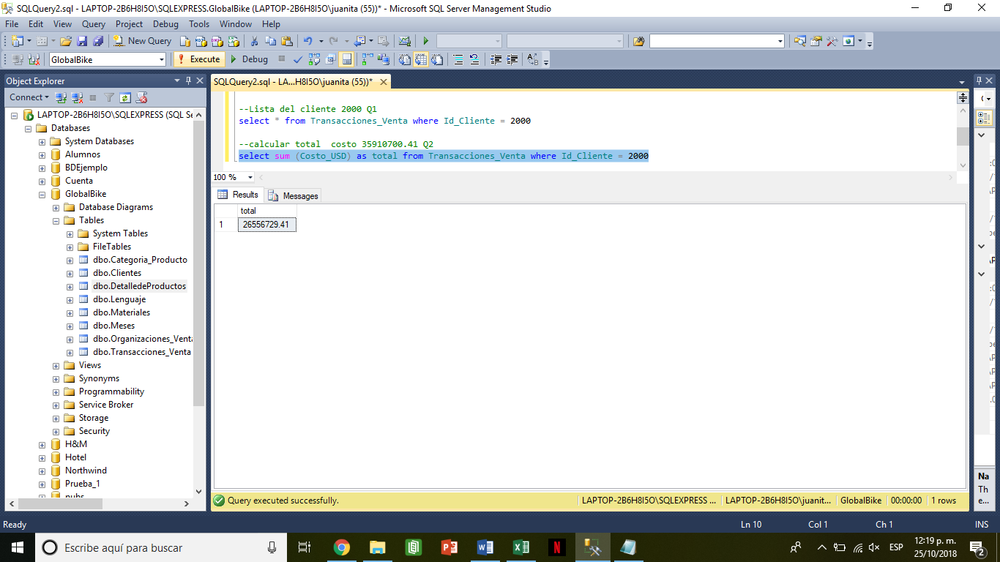 SQLQuery2.sql - LAPTOP-2B6H8I5O\SQLEXPRESS.GlobalBike (LAPTOP-2B6H8I5O\juanita (55))* - Microsoft SQL Server Management Studio
File Edit View Query Project Debug Tools Window Help
New Query
GlobalBike Execute Debug
Object Explorer
Connect
LAPTOP-2B6H8I5O\SQLEXPRESS (SQL Se
Databases
System Databases
Alumnos
BDEjemplo
Cuenta
GlobalBike
Database Diagrams
Tables
System Tables
FileTables
dbo.Categoria_Producto
dbo.Clientes
dbo.DetalledeProductos
dbo.Lenguaje
dbo.Materiales
dbo.Meses
dbo.Organizaciones_Venta
dbo.Transacciones_Venta
Views
Synonyms
Programmability
Service Broker
Storage
Security
H&M
Hotel
Northwind
Prueba_1
pubs
SQLQuery2.sql - LA...H8I5O\juanita (55))*
--Lista del cliente 2000 Q1
select * from Transacciones_Venta where Id_Cliente = 2000
--calcular total  costo 35910700.41 Q2
select sum (Costo_USD) as total from Transacciones_Venta where Id_Cliente = 2000
100 %
Results Messages
total
1 26556729.41
Query executed successfully. LAPTOP-2B6H8I5O\SQLEXPRESS ... LAPTOP-2B6H8I5O\juanit... GlobalBike 00:00:00 1 rows
Na
Th
e...
Ready Ln 10 Col 1 Ch 1 INS
Escribe aquí para buscar
ESP
12:19 p. m.
25/10/2018
2